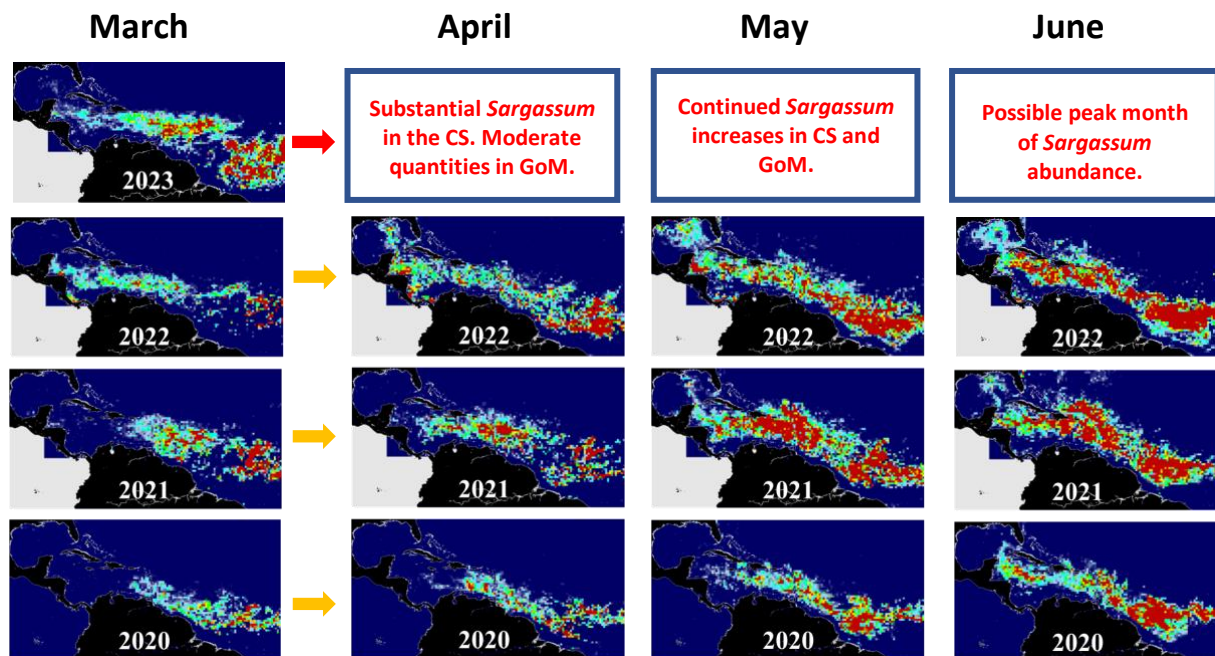 March April May June
2023
Substantial Sargassum
in the CS. Moderate
quantities in GoM.
Continued Sargassum
increases in CS and
GoM.
Possible peak month
of Sargassum
abundance.
2022 2022 2022 2022
2021 2021 2021 2021
2020 2020 2020 2020